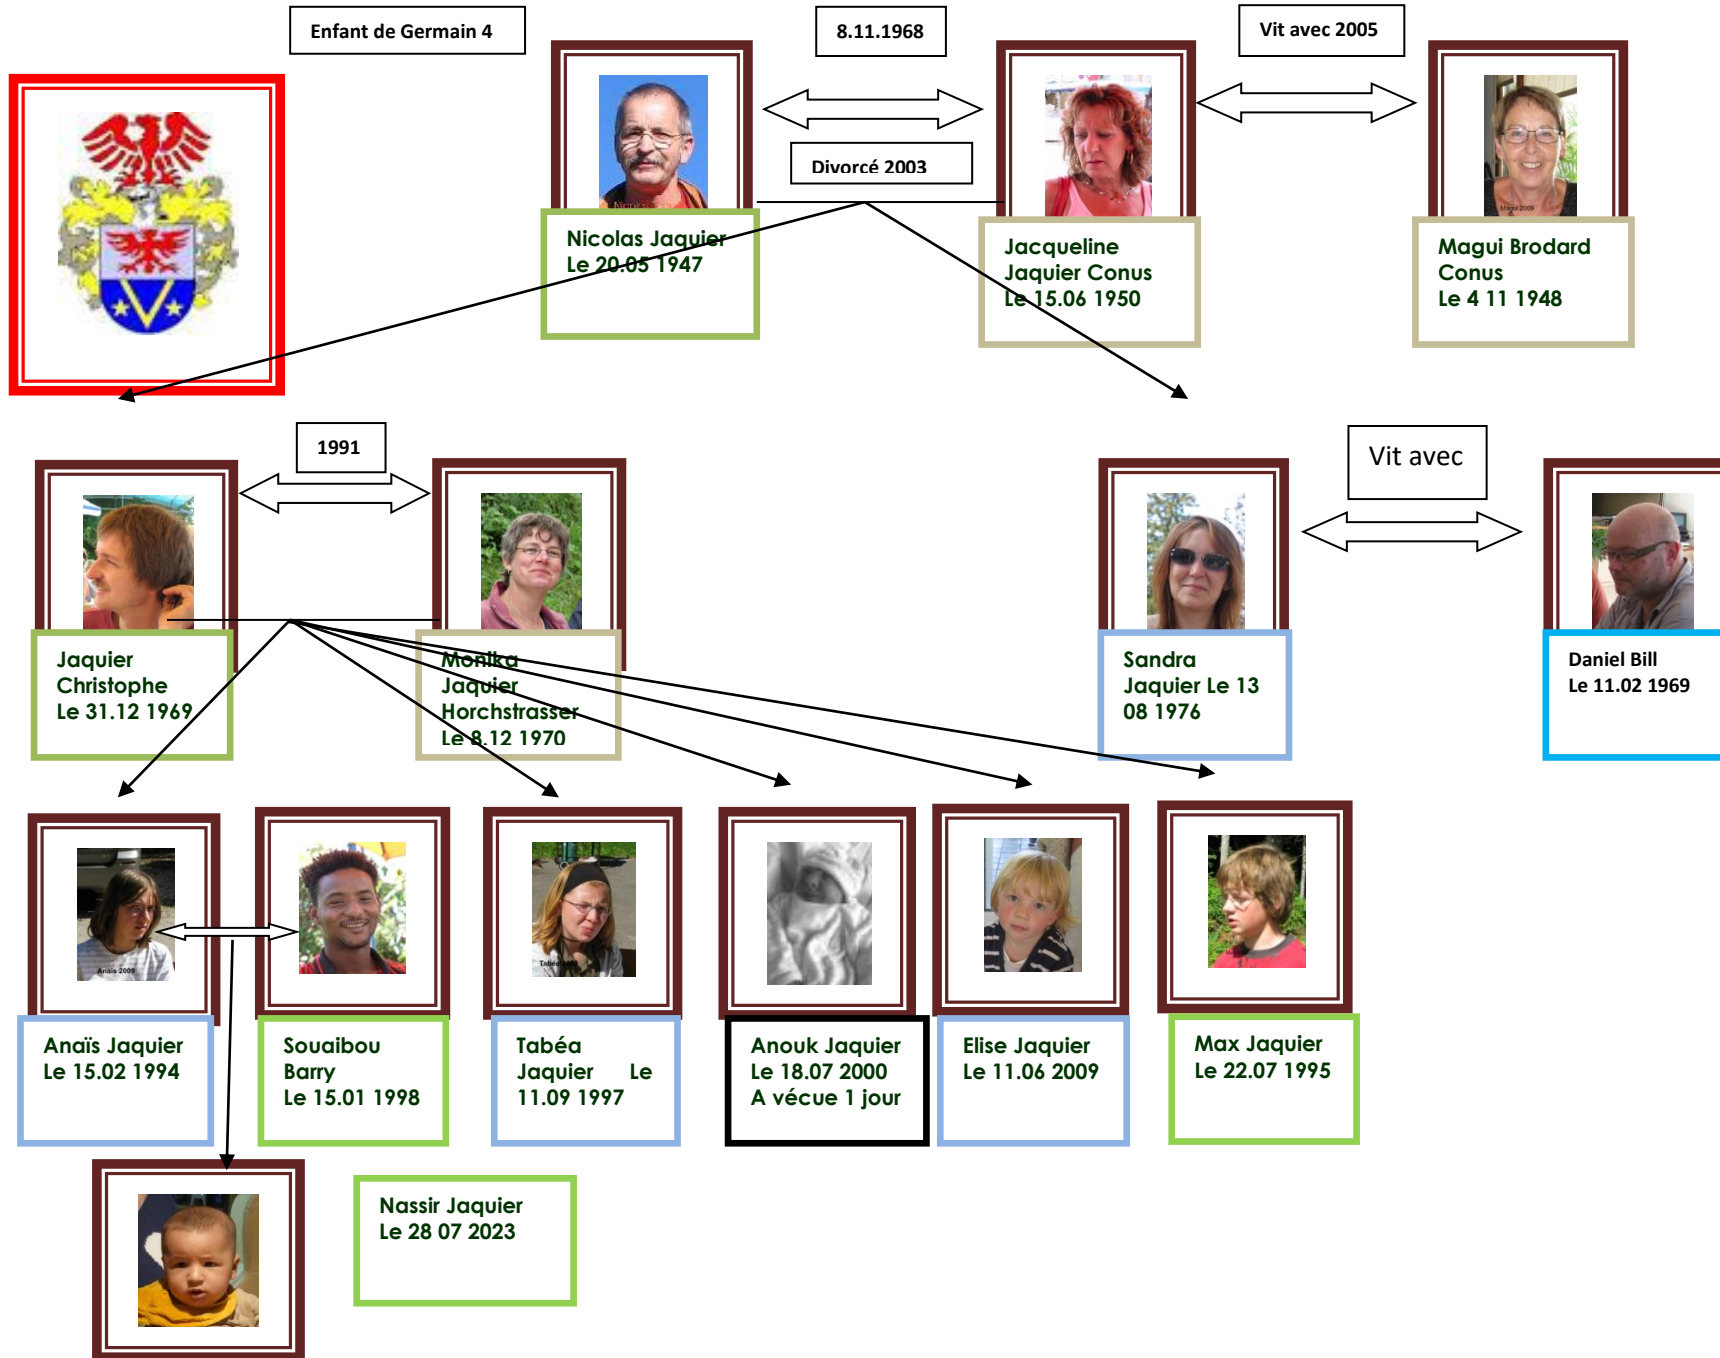 Enfant de Germain 4
8.11.1968
Vit avec 2005
Divorcé 2003
Nicolas Jaquier
Le 20.05 1947
Jacqueline
Jaquier Conus
Le 15.06 1950
Magui 2009
Magui Brodard
Conus
Le 4 11 1948
1991
Vit avec
Jaquier
Christophe
Le 31.12 1969
Monika
Jaquier
Horchstrasser
Le 8.12 1970
Sandra
Jaquier Le 13
08 1976
Daniel Bill
Le 11.02 1969
Anaïs 2009
Anaïs Jaquier
Le 15.02 1994
Souaibou
Barry
Le 15.01 1998
Tabéa
Jaquier Le
11.09 1997
Anouk Jaquier
Le 18.07 2000
A vécue 1 jour
Elise Jaquier
Le 11.06 2009
Max Jaquier
Le 22.07 1995
Nassir Jaquier
Le 28 07 2023